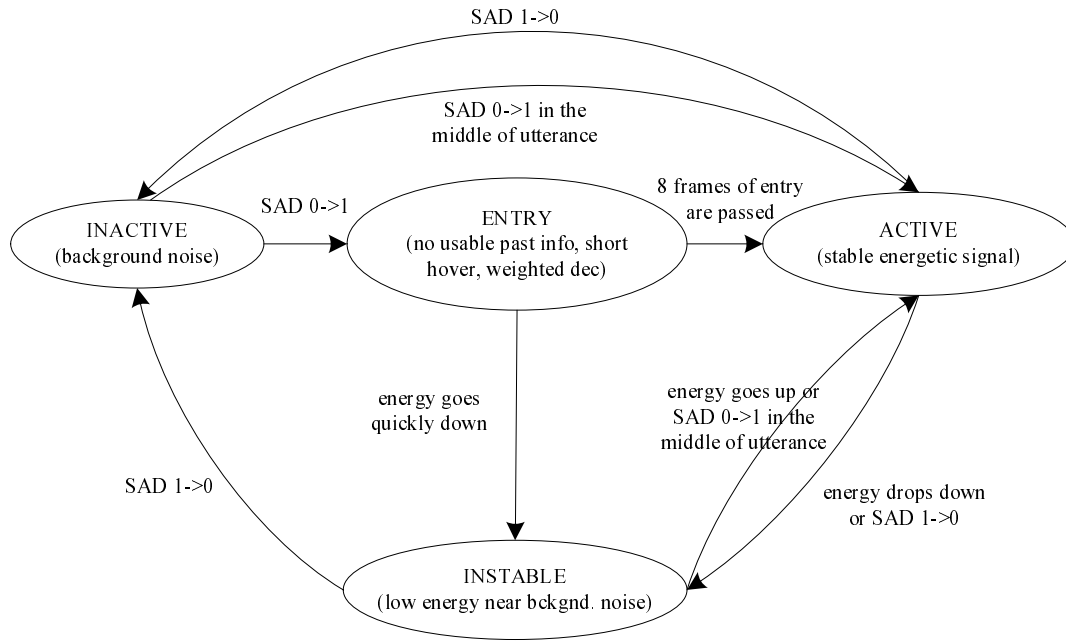 SAD 1->0
SAD 0->1 in the
middle of utterance
8 frames of entry
are passed
SAD 0->1
INACTIVE
(background noise)
ENTRY
(no usable past info, short
hover, weighted dec)
ACTIVE
(stable energetic signal)
energy goes
quickly down
energy goes up or
SAD 0->1 in the
middle of utterance
SAD 1->0
energy drops down
or SAD 1->0
INSTABLE
(low energy near bckgnd. noise)